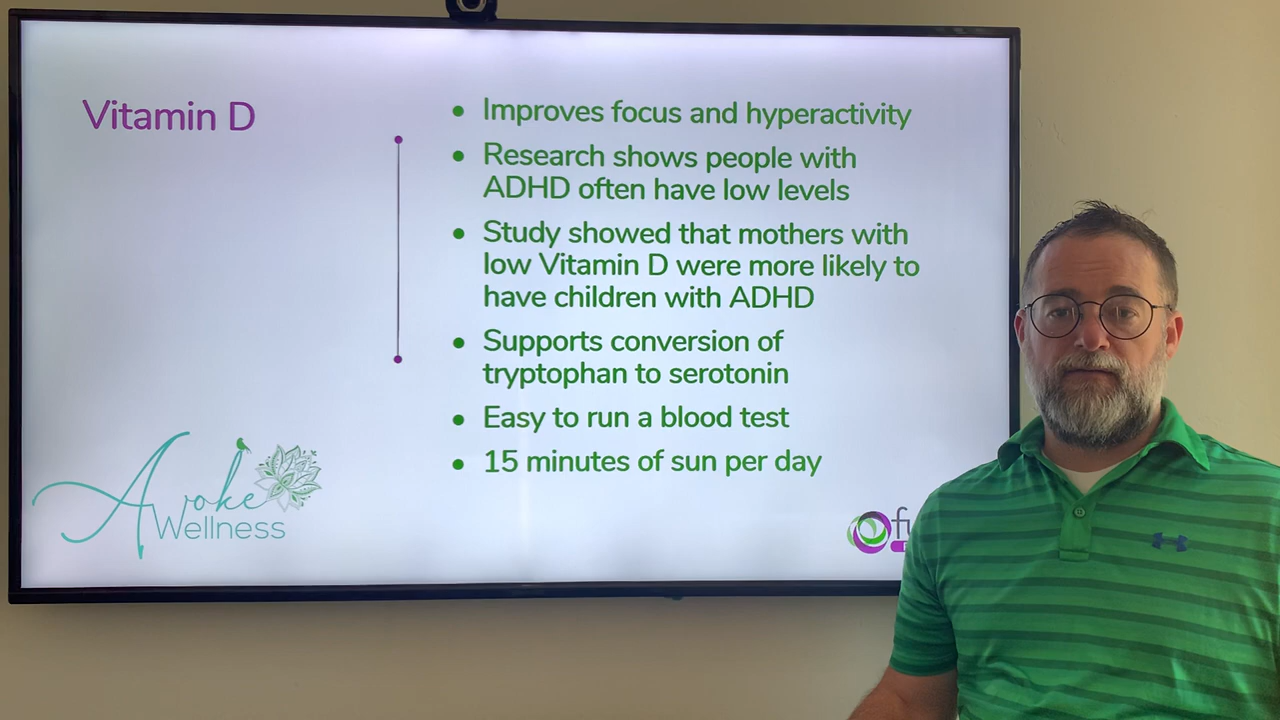 Vitamin D
Improves focus and hyperactivity
Research shows people with
ADHD often have low levels
Study showed that mothers with
low Vitamin D were more likely to
have children with ADHD
Supports conversion of
tryptophan to serotonin
Easy to run a blood test
15 minutes of sun per day
Awoke
Wellness